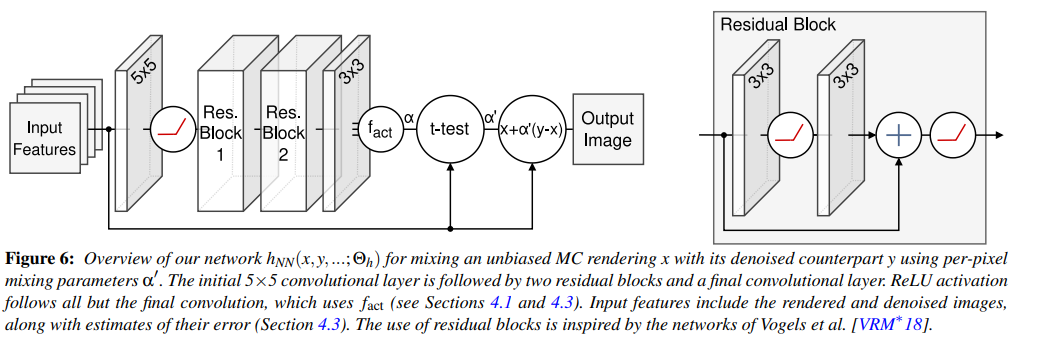 Residual Block
5x5
3x3
3x3
3x3
Input
Features
Res.
Block
1
Res.
Block
2
fact
α
t-test
α'
x+α'(y-x)
Output
Image
Figure 6: Overview of our network hNN(x,y,...;Θh) for mixing an unbiased MC rendering x with its denoised counterpart y using per-pixel
mixing parameters α′. The initial 5×5 convolutional layer is followed by two residual blocks and a final convolutional layer. ReLU activation
follows all but the final convolution, which uses fact (see Sections 4.1 and 4.3). Input features include the rendered and denoised images,
along with estimates of their error (Section 4.3). The use of residual blocks is inspired by the networks of Vogels et al. [VRM*18].